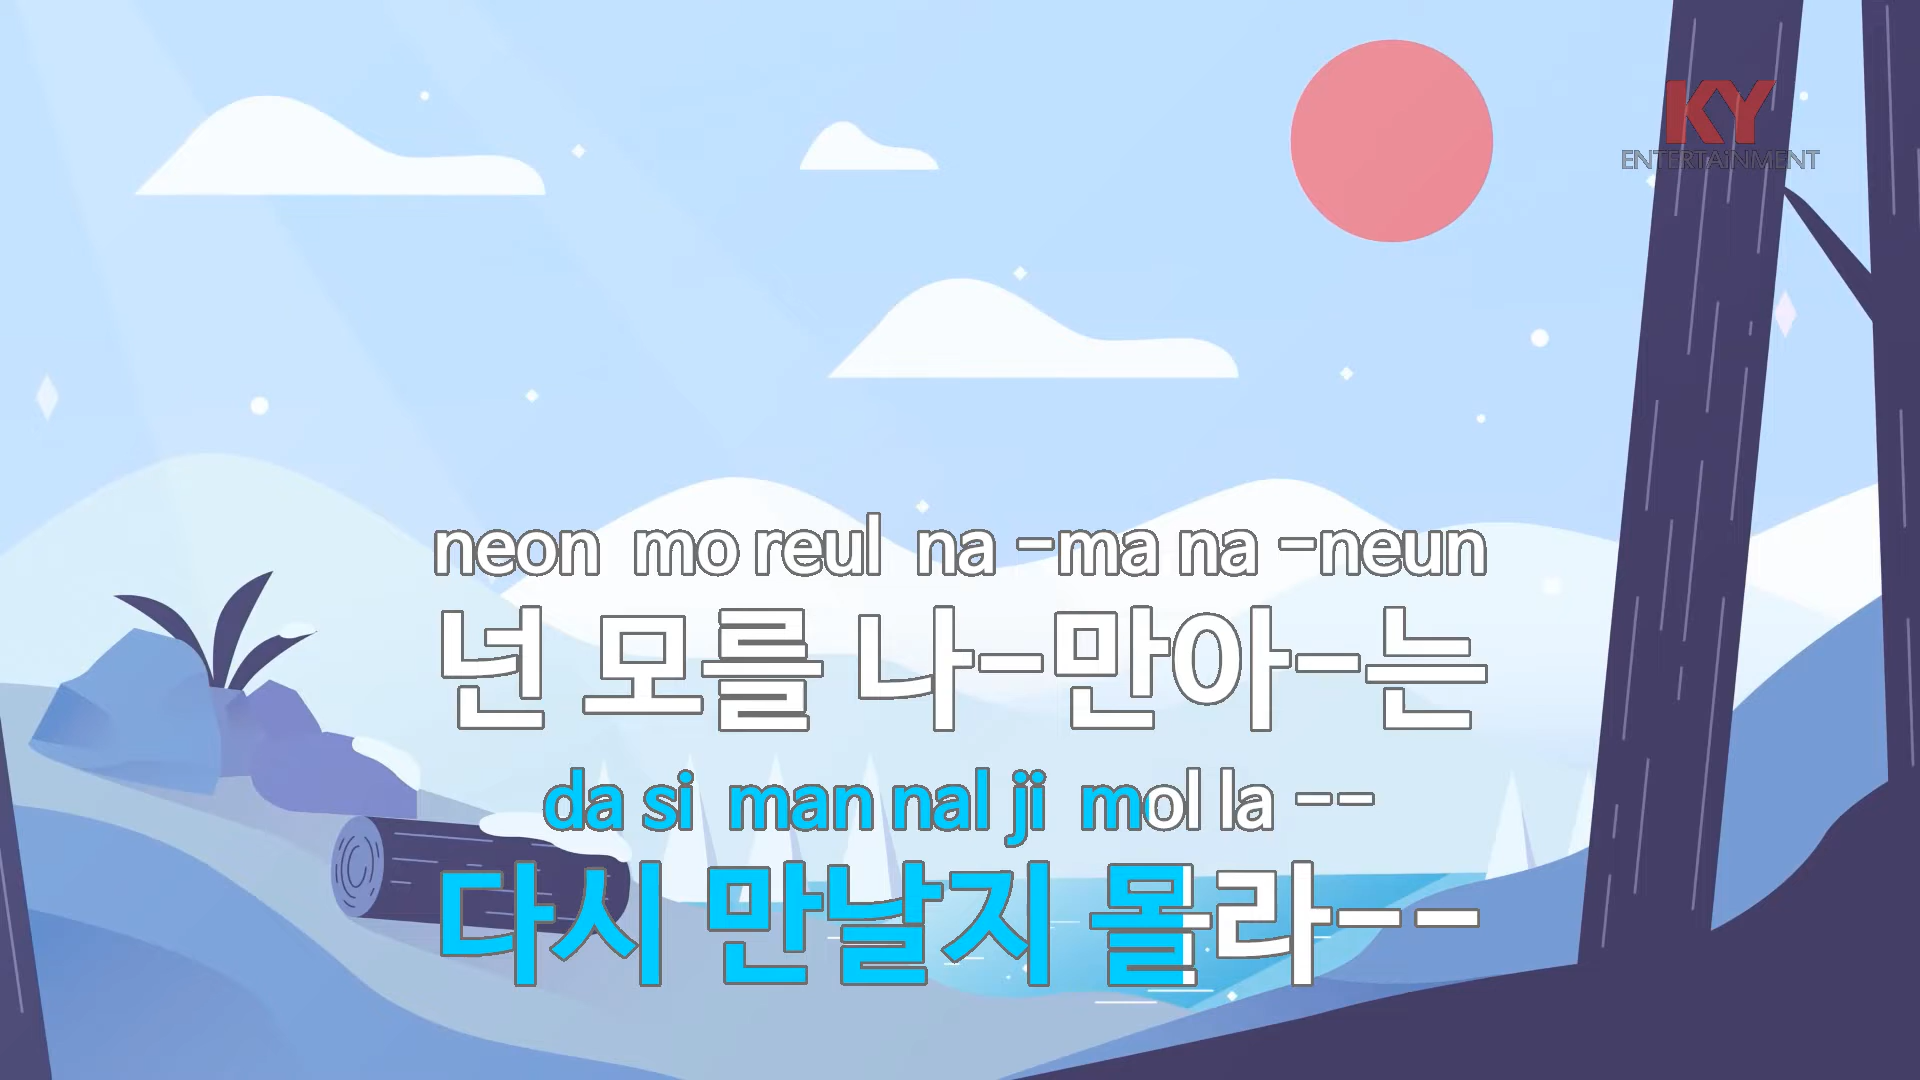 KY
ENTERTAiNMENT
neon mo reul na -ma na -neun
넌 모를 나-만아-는
da si man nal ji mol la --
다시 만날지 몰라--